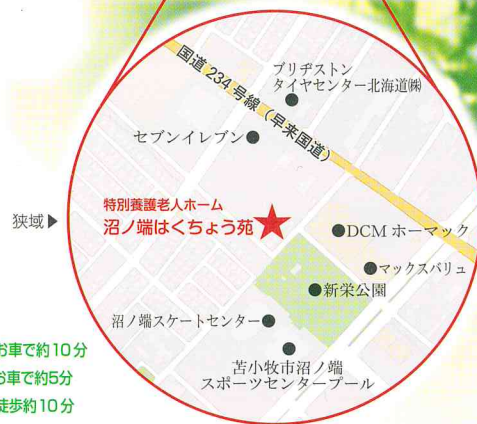 国道234号線(早来国道)
ブリヂストン
タイヤセンター北海道㈱
セブンイレブン
特別養護老人ホーム
沼ノ端はくちょう苑
狭域▶
DCM ホーマック
マックスバリュ
新栄公園
沼ノ端スケートセンター
苫小牧市沼ノ端
スポーツセンタープール
お車で約10分
お車で約5分
徒歩約10分